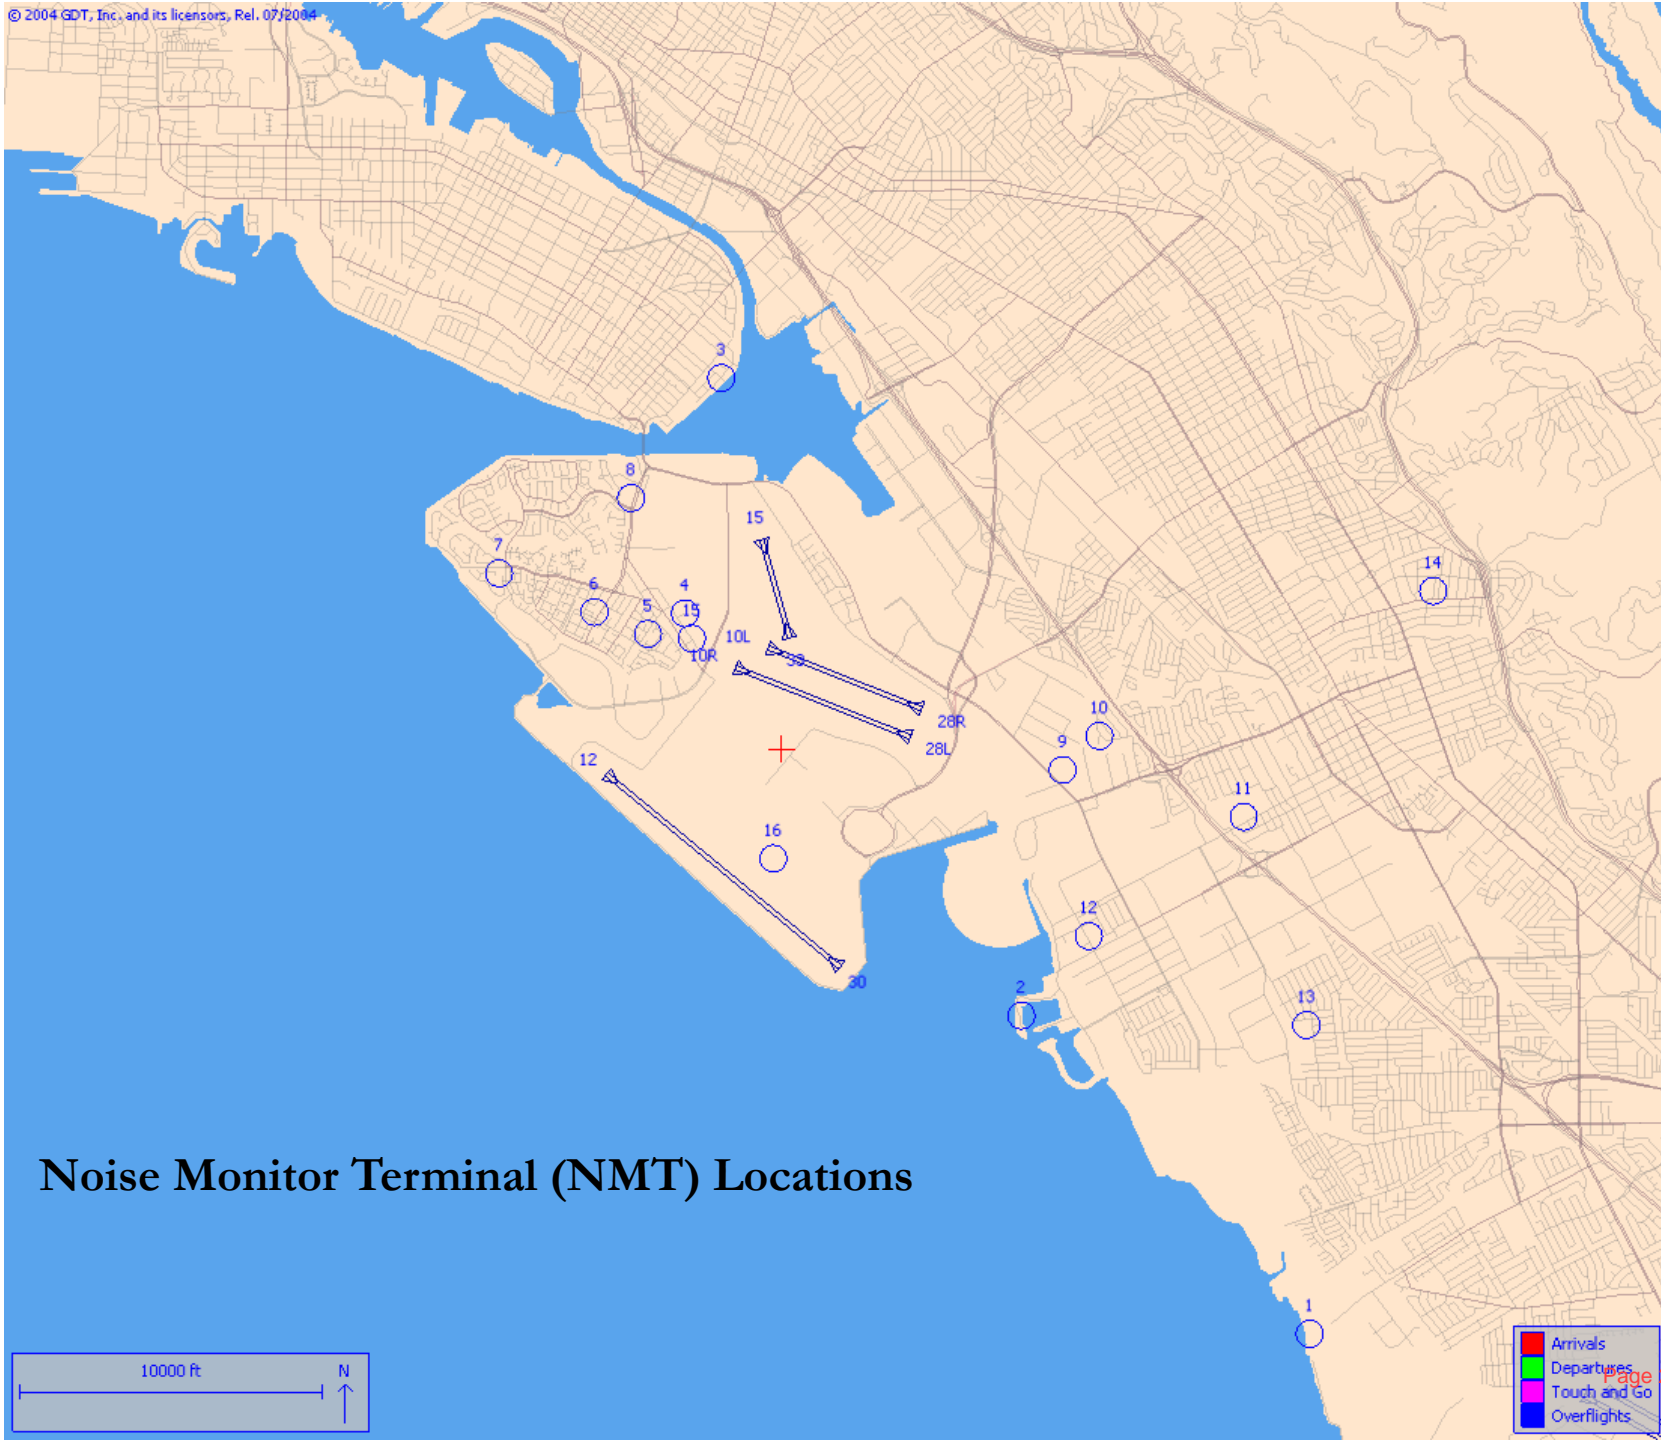 © 2004 GDT, Inc. and its licensors, Rel. 07/2004
3
8
15
7
14
6
5
4
15
10L
10R
33
10
28R
9
28L
12
11
16
12
30
2
13
Noise Monitor Terminal (NMT) Locations
1
10000 ft
N
Arrivals
Departures
Page
Touch and Go
Overflights